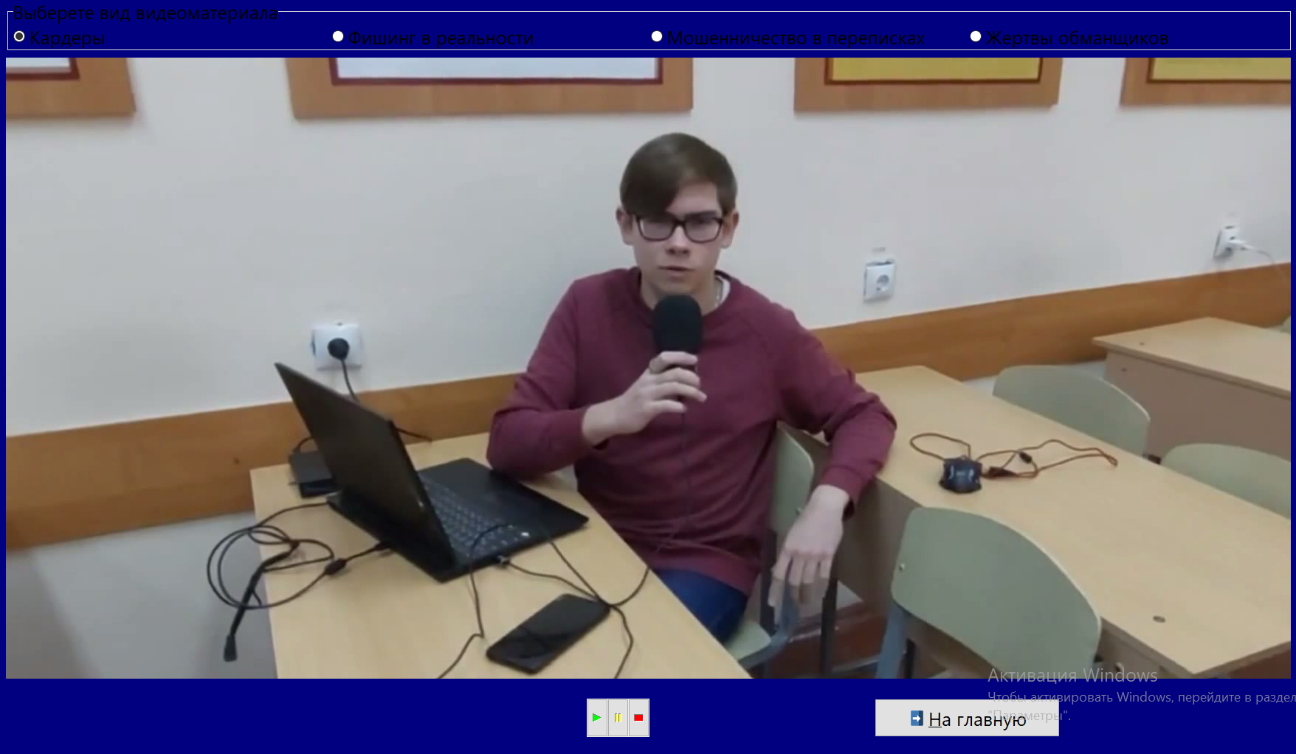 Выберете вид видеоматериала
Кардеры
Фишинг в реальности
Мошенничество в переписках
Жертвы обманщиков
Активация Windows
Чтобы активировать Windows, перейдите в раздел
"Параметры".
На главную